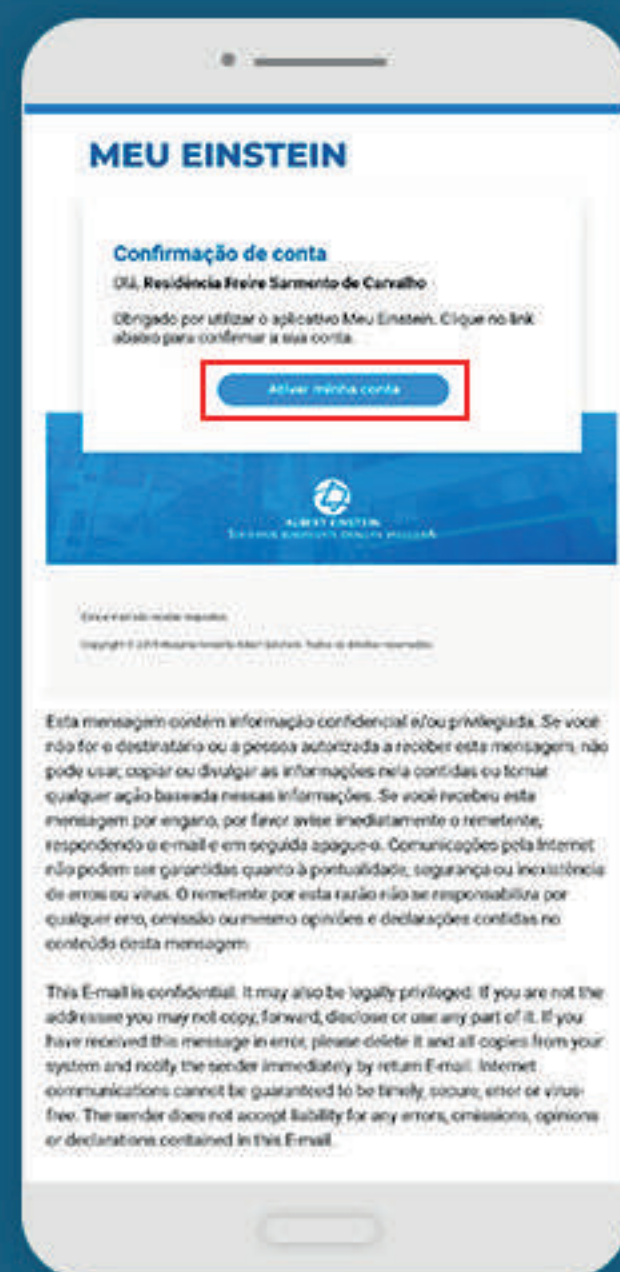 MEU EINSTEIN
Confirmação de conta
Olá, Residência Freire Sarmento de Carvalho
Obrigado por utilizar o aplicativo Meu Einstein. Clique no link
abaixo para confirmar a sua conta.
Ativar minha conta
ALBERT EINSTEIN
Esta mensagem contém informação confidencial e/ou privilegiada. Se você
não for o destinatário ou a pessoa autorizada a receber esta mensagem, não
pode usar, copiar ou divulgar as informações nela contidas ou tomar
qualquer ação baseada nessas informações. Se você recebeu esta
mensagem por engano, por favor avise imediatamente o remetente,
respondendo o e-mail e em seguida apague-o. Comunicações pela Internet
não podem ser garantidas quanto à pontualidade, segurança ou inexistência
de erros ou vírus. O remetente por esta razão não se responsabiliza por
qualquer erro, omissão ou mesmo opiniões e declarações contidas no
conteúdo desta mensagem.
This E-mail is confidential. It may also be legally privileged. If you are not the
addressee you may not copy, forward, disclose or use any part of it. If you
have received this message in error, please delete it and all copies from your
system and notify the sender immediately by return E-mail. Internet
communications cannot be guaranteed to be timely, secure, error or virus-
free. The sender does not accept liability for any errors, omissions, opinions
or declarations contained in this E-mail.